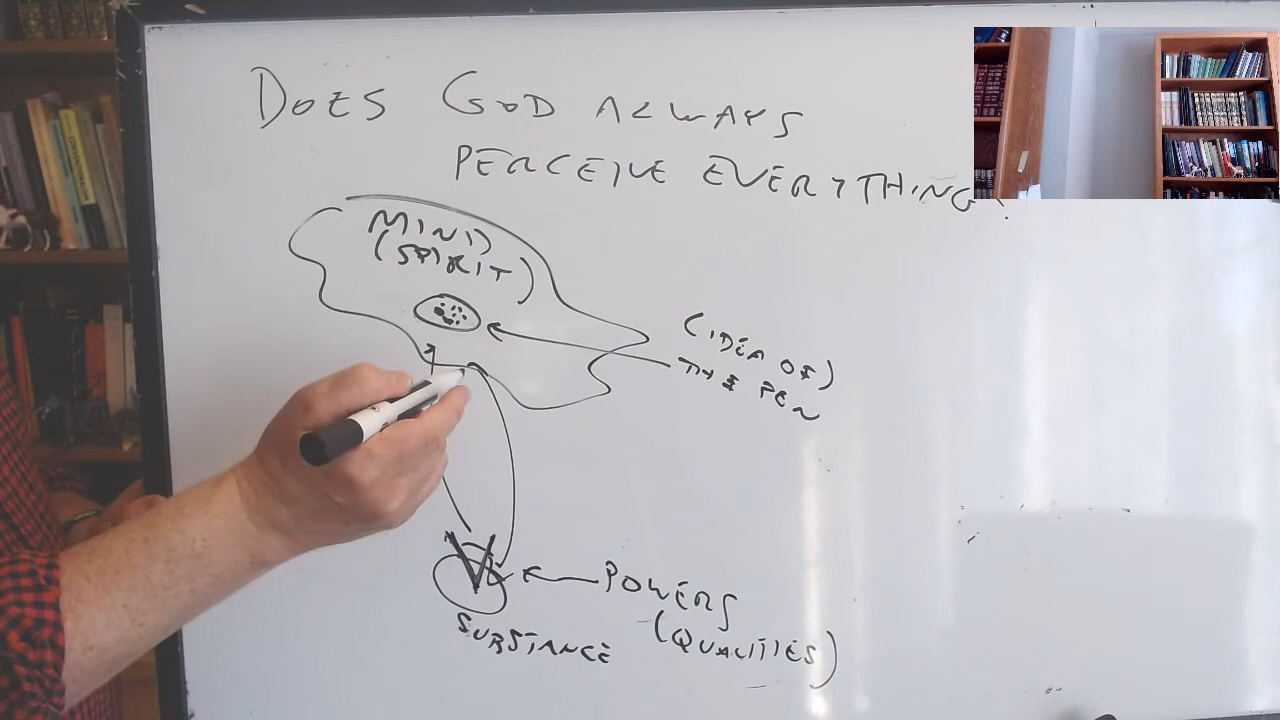 DOES GOD ALWAYS
PERCEIVE EVERYTHING?
MIND
(SPIRIT)
(IDEA OF)
THE PEN
POWERS
(QUALITIES)
SUBSTANCE